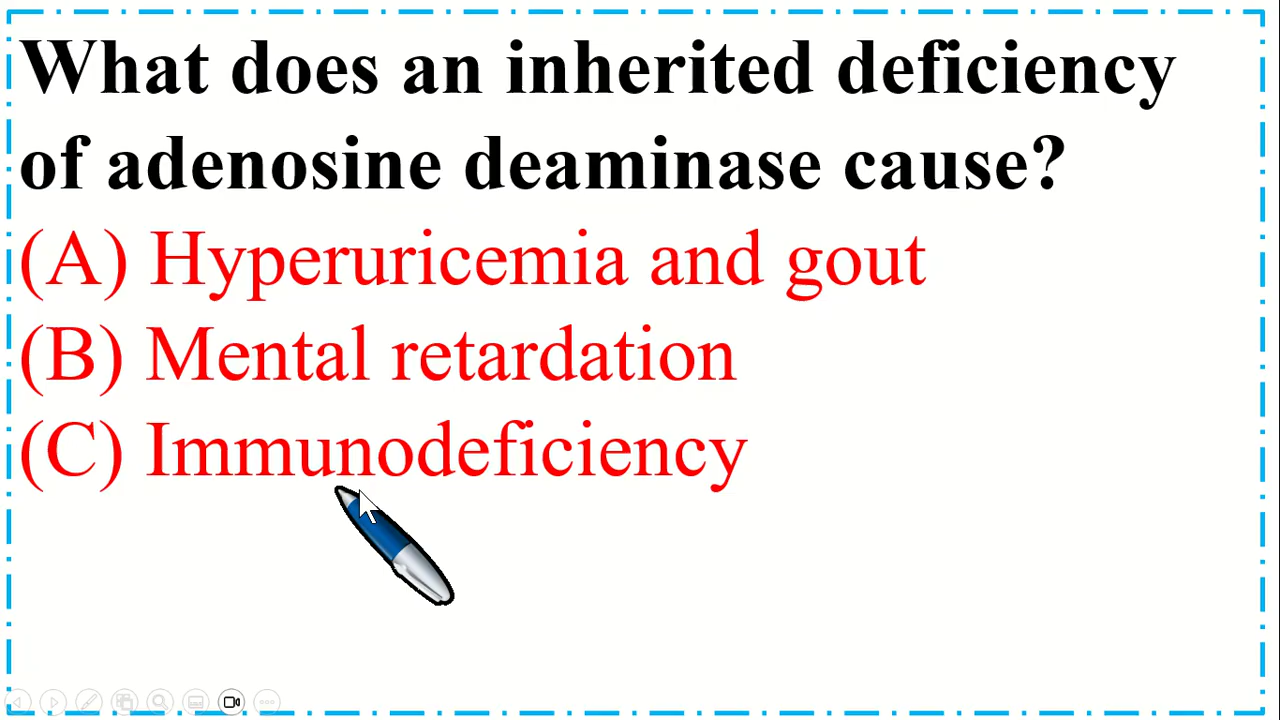 What does an inherited deficiency
of adenosine deaminase cause?
(A) Hyperuricemia and gout
(B) Mental retardation
(C) Immunodeficiency